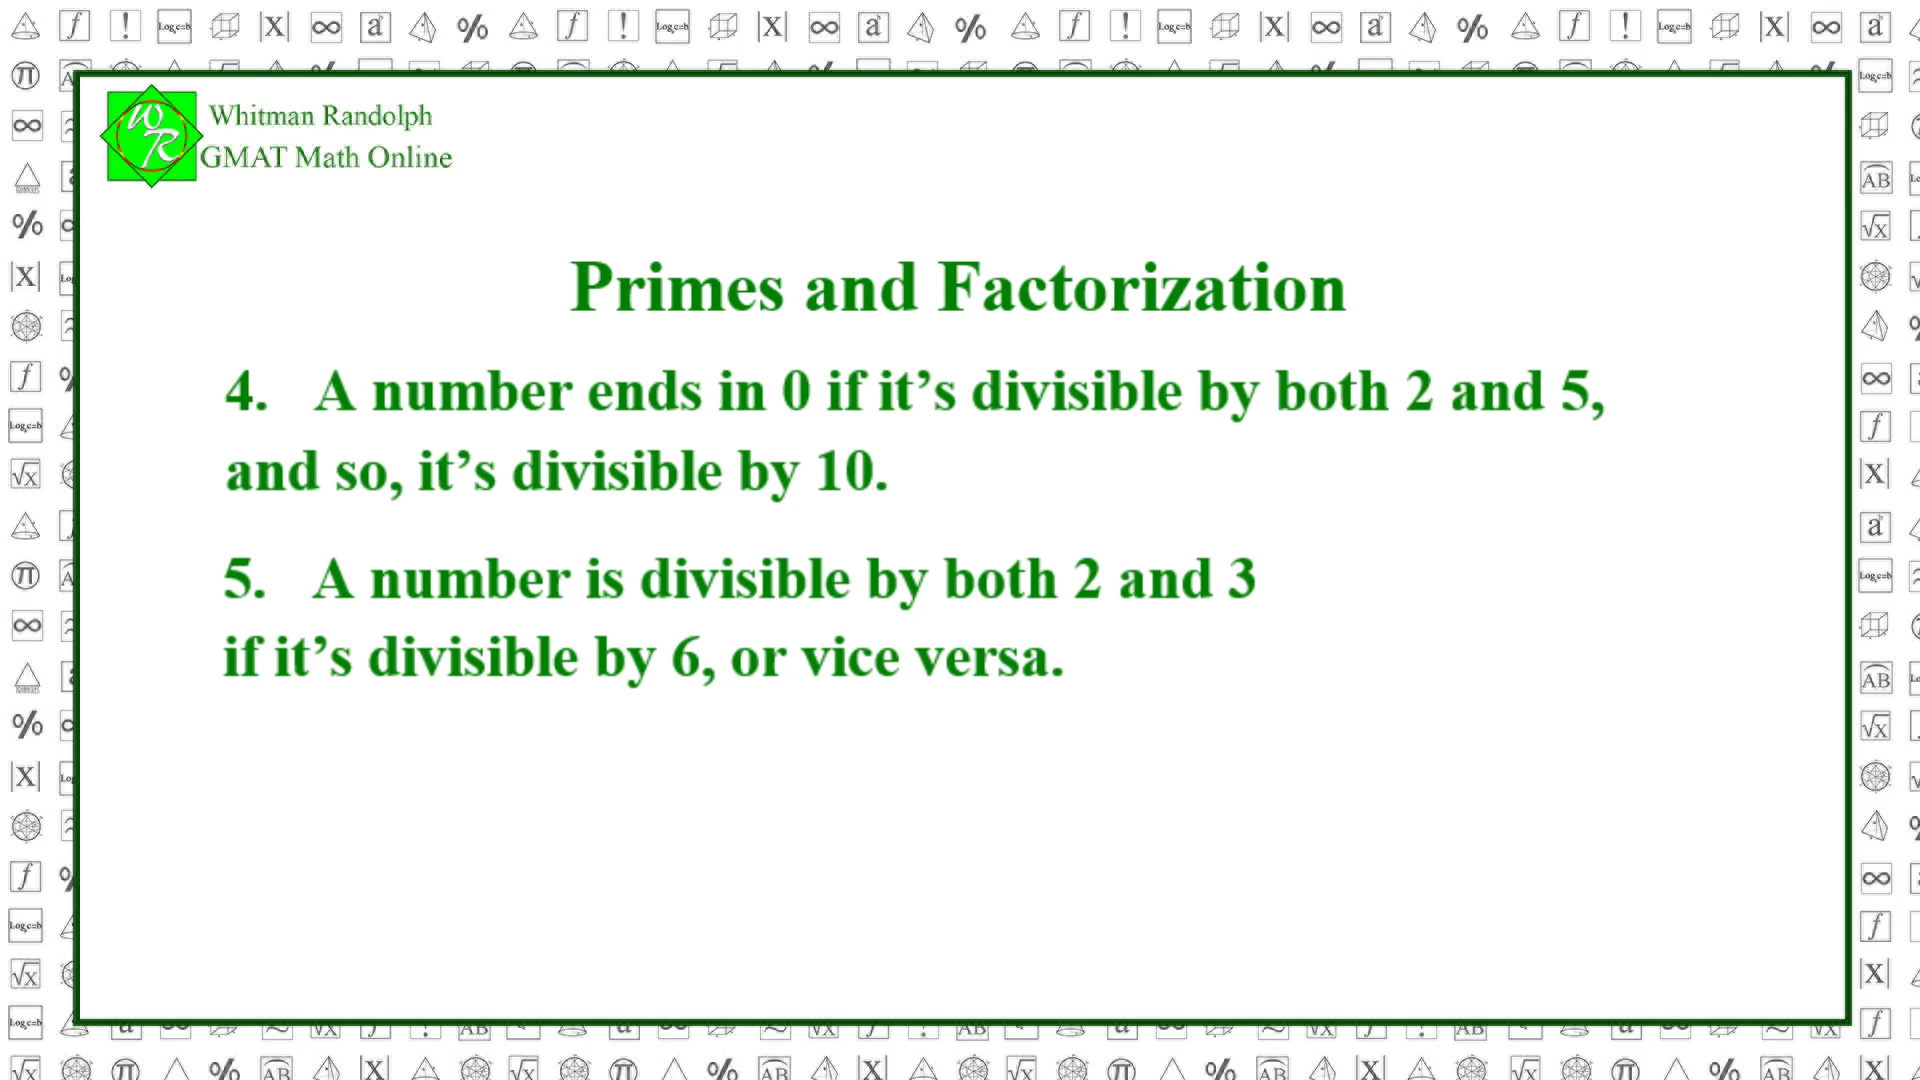 Whitman Randolph
GMAT Math Online
Primes and Factorization
4. A number ends in 0 if it’s divisible by both 2 and 5,
and so, it’s divisible by 10.
5. A number is divisible by both 2 and 3
if it’s divisible by 6, or vice versa.